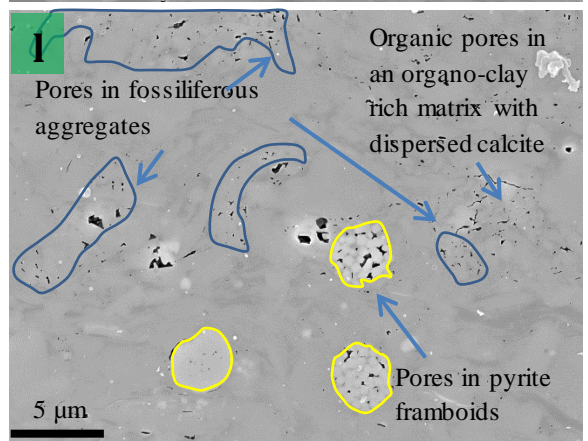 I
Organic pores in
an organo-clay
rich matrix with
dispersed calcite
Pores in fossiliferous
aggregates
Pores in pyrite
framboids
5 µm